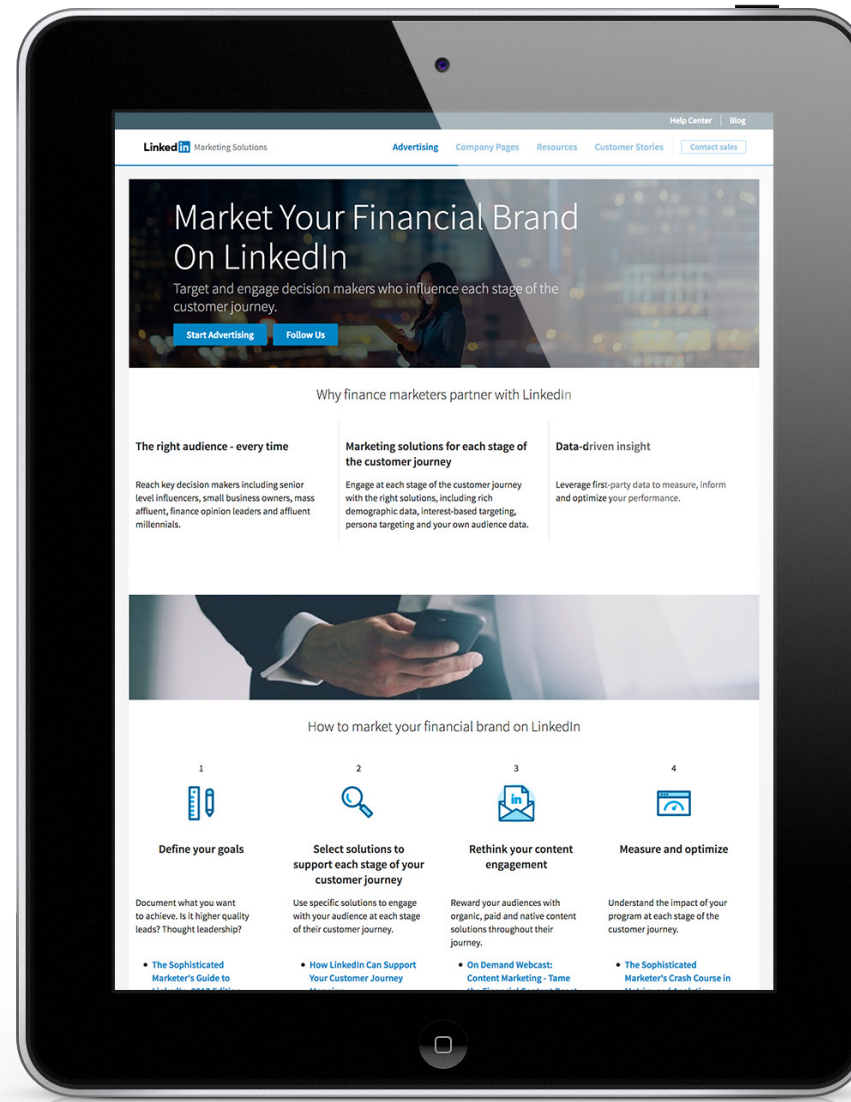 Help Center | Blog
Linked in Marketing Solutions
Advertising Company Pages Resources Customer Stories Contact sales
Market Your Financial Brand
On LinkedIn
Target and engage decision makers who influence each stage of the
customer journey.
Start Advertising Follow Us
Why finance marketers partner with LinkedIn
The right audience - every time
Reach key decision makers including senior
level influencers, small business owners, mass
affluent, finance opinion leaders and affluent
millennials.
Marketing solutions for each stage of
the customer journey
Engage at each stage of the customer journey
with the right solutions, including rich
demographic data, interest-based targeting,
persona targeting and your own audience data.
Data-driven insight
Leverage first-party data to measure, inform
and optimize your performance.
How to market your financial brand on LinkedIn
1
Define your goals
Document what you want
to achieve. Is it higher quality
leads? Thought leadership?
• The Sophisticated
Marketer's Guide to
2
Select solutions to
support each stage of your
customer journey
Use specific solutions to engage
with your audience at each stage
of their customer journey.
• How LinkedIn Can Support
Your Customer Journey
3
in
Rethink your content
engagement
Reward your audiences with
organic, paid and native content
solutions throughout their
journey.
• On Demand Webcast:
Content Marketing - Tame
4
Measure and optimize
Understand the impact of your
program at each stage of the
customer journey.
• The Sophisticated
Marketer's Crash Course in